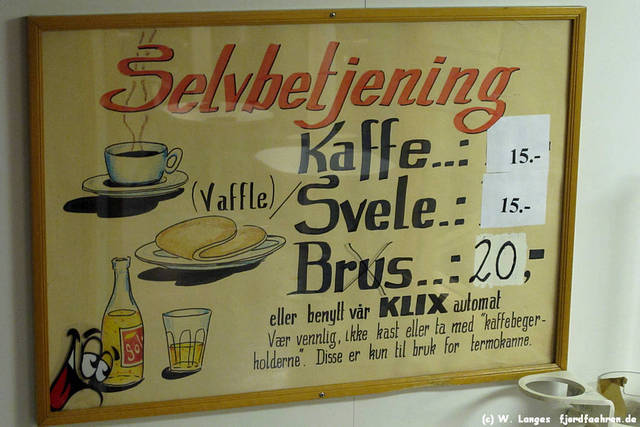 Selvbetjening
Kaffe..: 15.-
(Vaffle)/Svele.: 15.-
Brus..: 20,-
eller benytt vår KLIX automat
Vær vennlig, ikke kast eller ta med "kaffebeger-
holderne". Disse er kun til bruk for termokanne.
(c) W. Langes fjordfaehren.de